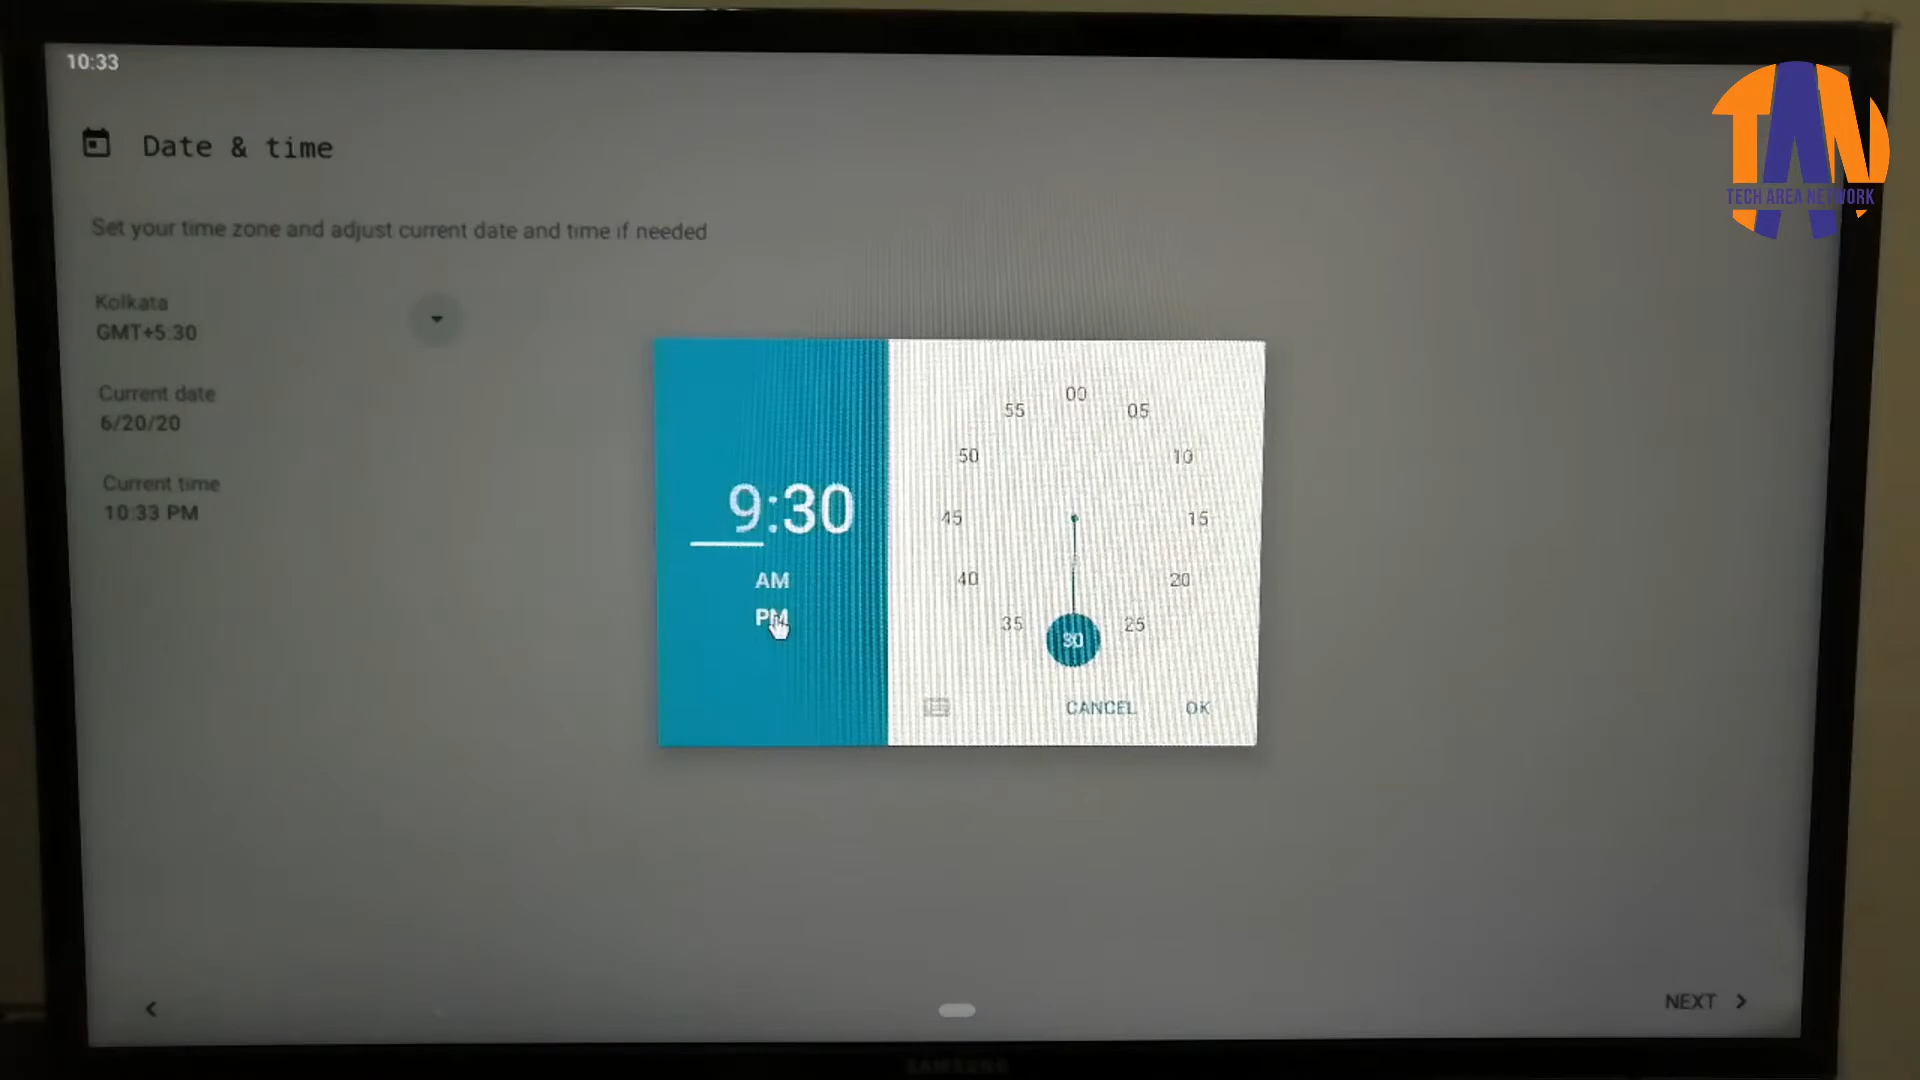 10:33
Date & time
Set your time zone and adjust current date and time if needed
Kolkata
GMT+5:30
Current date
6/20/20
Current time
10:33 PM
9:30
AM
PM
00
05
10
15
20
25
30
35
40
45
50
55
CANCEL
OK
NEXT
TAN
TECH AREA NETWORK
SAMSUNG